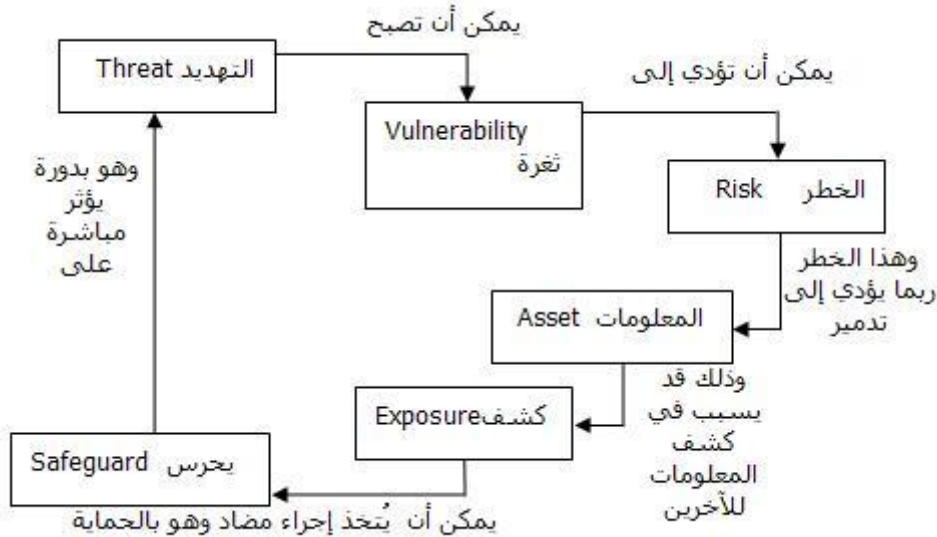 يمكن أن تصبح
التهديد Threat
يمكن أن تؤدي إلى
Vulnerability
ثغرة
الخطر Risk
وهذا الخطر
ربما يؤدي إلى
تدمير
المعلومات Asset
وذلك قد
يسبب في
كشف
المعلومات
للآخرين
كشف Exposure
يمكن أن يُتخذ إجراء مضاد وهو بالحماية
يحرس Safeguard
وهو بدورة
يؤثر
مباشرة
على